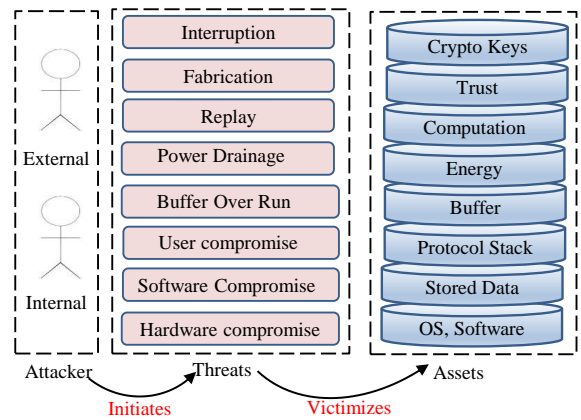 External
Internal
Attacker
Interruption
Fabrication
Replay
Power Drainage
Buffer Over Run
User compromise
Software Compromise
Hardware compromise
Threats
Crypto Keys
Trust
Computation
Energy
Buffer
Protocol Stack
Stored Data
OS, Software
Assets
Initiates
Victimizes